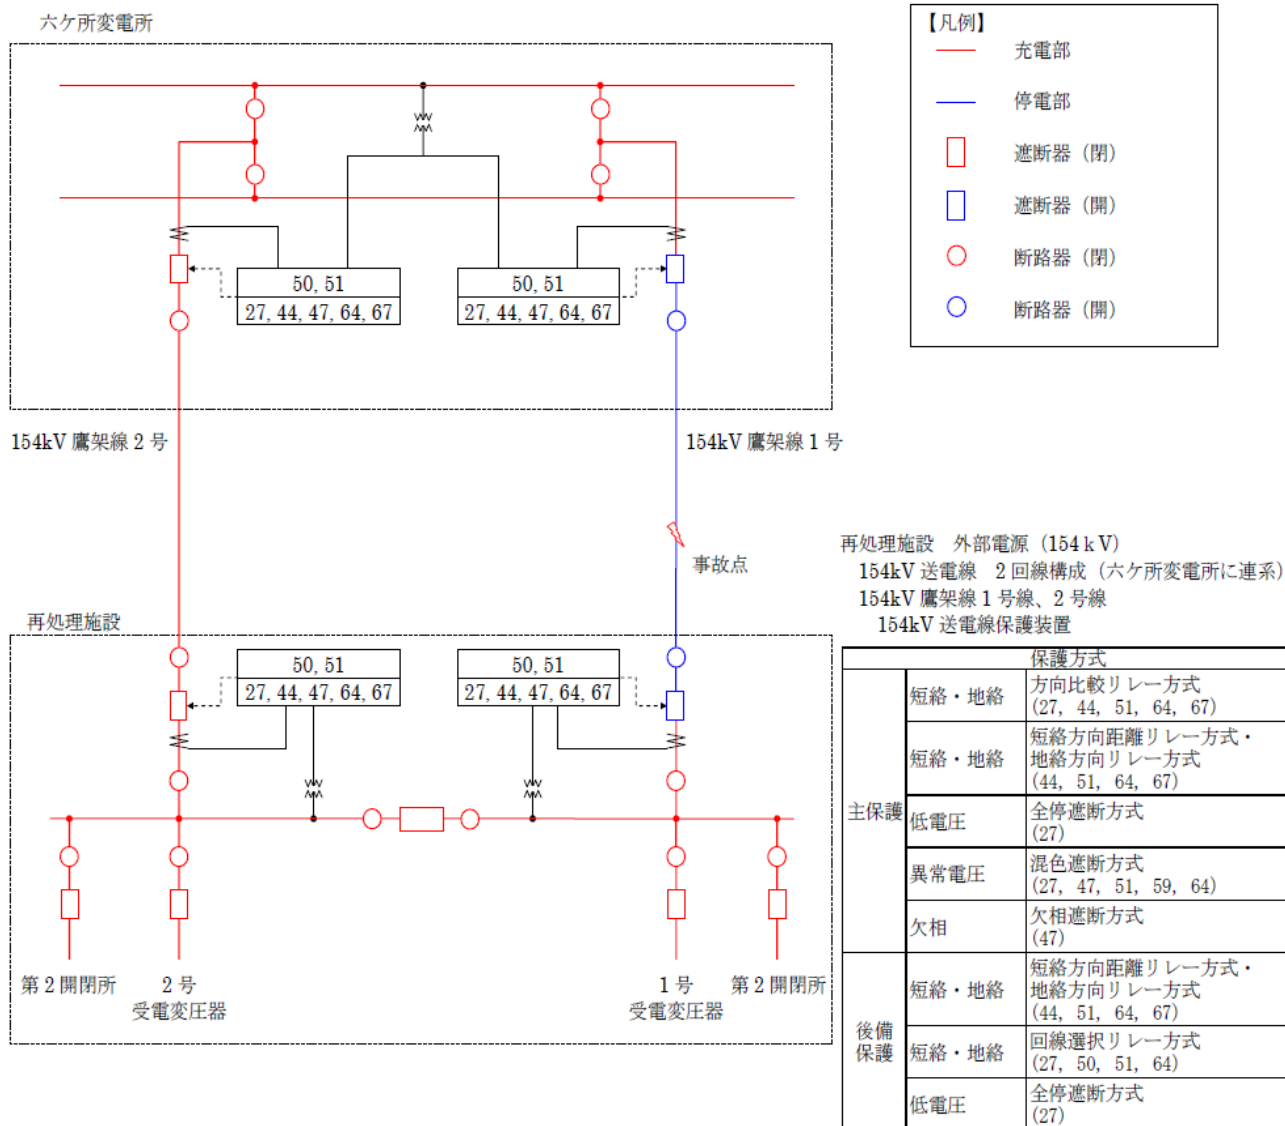 六ケ所変電所
【凡例】
充電部
停電部
遮断器（閉）
遮断器（開）
断路器（閉）
断路器（開）
50, 51
27, 44, 47, 64, 67
50, 51
27, 44, 47, 64, 67
154kV 鷹架線 2 号
154kV 鷹架線 1 号
事故点
再処理施設　外部電源（154ｋV）
154kV 送電線　2 回線構成（六ケ所変電所に連系）
154kV 鷹架線 1 号線、2 号線
154kV 送電線保護装置
再処理施設
50, 51
27, 44, 47, 64, 67
50, 51
27, 44, 47, 64, 67
第 2 開閉所
2 号
受電変圧器
1 号
受電変圧器
第 2 開閉所
保護方式
主保護
短絡・地絡
方向比較リレー方式
(27, 44, 51, 64, 67)
短絡・地絡
短絡方向距離リレー方式・
地絡方向リレー方式
(44, 51, 64, 67)
低電圧
全停遮断方式
(27)
異常電圧
混色遮断方式
(27, 47, 51, 59, 64)
欠相
欠相遮断方式
(47)
後備
保護
短絡・地絡
短絡方向距離リレー方式・
地絡方向リレー方式
(44, 51, 64, 67)
短絡・地絡
回線選択リレー方式
(27, 50, 51, 64)
低電圧
全停遮断方式
(27)